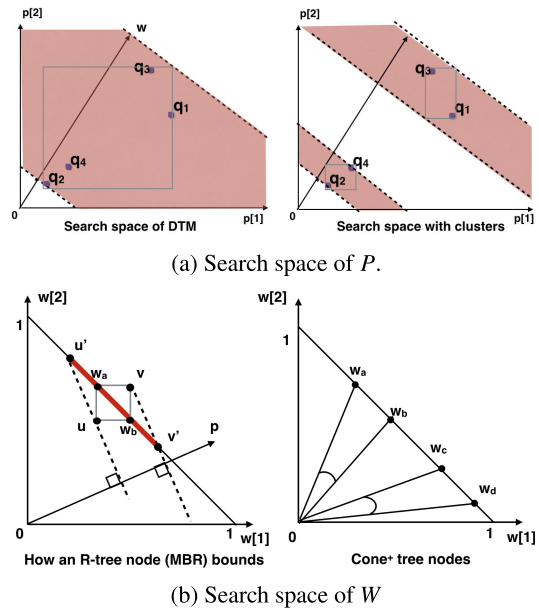 p[2]
w
q3
q1
q4
q2
0
p[1]
Search space of DTM
p[2]
q3
q1
q4
q2
0
p[1]
Search space with clusters
(a) Search space of P.
w[2]
1
u'
wa
v
u
wb
v'
p
0
1
w[1]
How an R-tree node (MBR) bounds
w[2]
1
wa
wb
wc
wd
0
1
w[1]
Cone+ tree nodes
(b) Search space of W